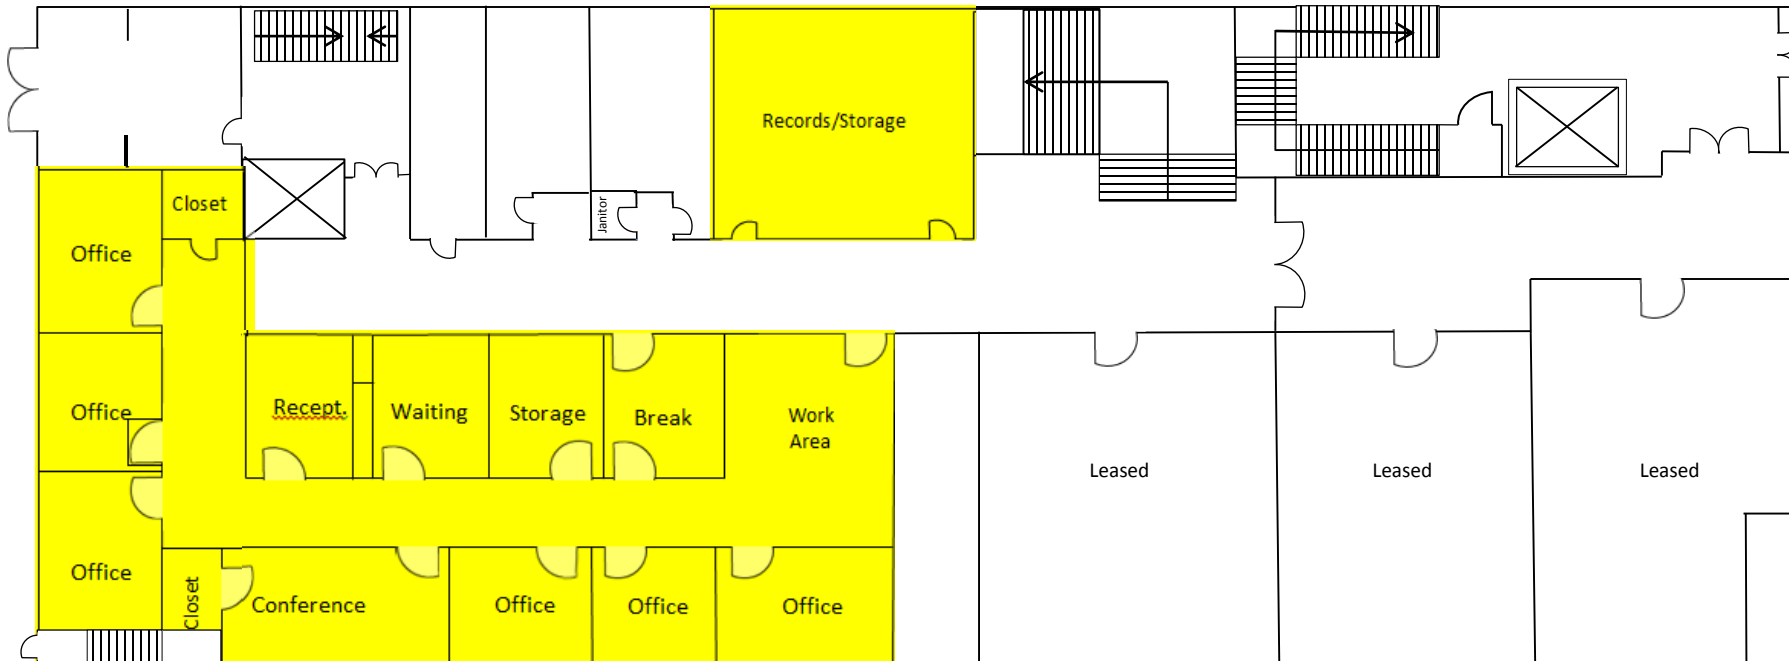 Records/Storage
Closet
Janitor
Office
Office
Recept.
Waiting
Storage
Break
Work
Area
Leased
Leased
Leased
Office
Closet
Conference
Office
Office
Office